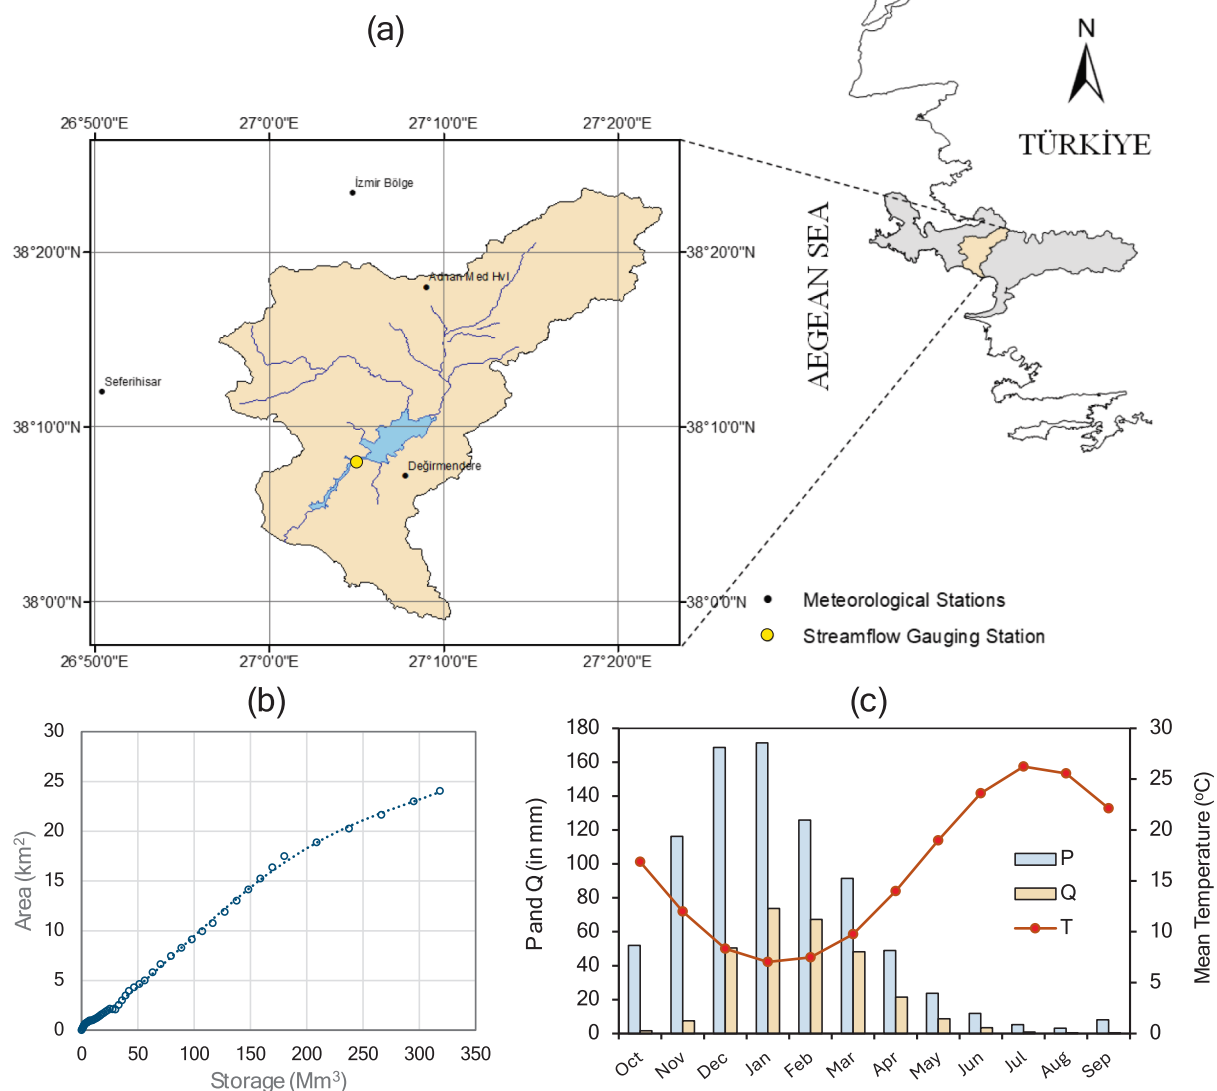 (a)
N
TÜRKİYE
AEGEAN SEA
26°50'0"E 27°0'0"E 27°10'0"E 27°20'0"E
İzmir Bölge
38°20'0"N 38°20'0"N
Adnan Med Hvl
Seferihisar
38°10'0"N 38°10'0"N
Değirmendere
38°0'0"N 38°0'0"N
26°50'0"E 27°0'0"E 27°10'0"E 27°20'0"E
Meteorological Stations
Streamflow Gauging Station
(b)
Area (km²)
30
25
20
15
10
5
0
0 50 100 150 200 250 300 350
Storage (Mm³)
(c)
P and Q (in mm)
180
160
140
120
100
80
60
40
20
0
P
Q
T
30
25
20
15
10
5
0
Mean Temperature (ºC)
Oct Nov Dec Jan Feb Mar Apr May Jun Jul Aug Sep